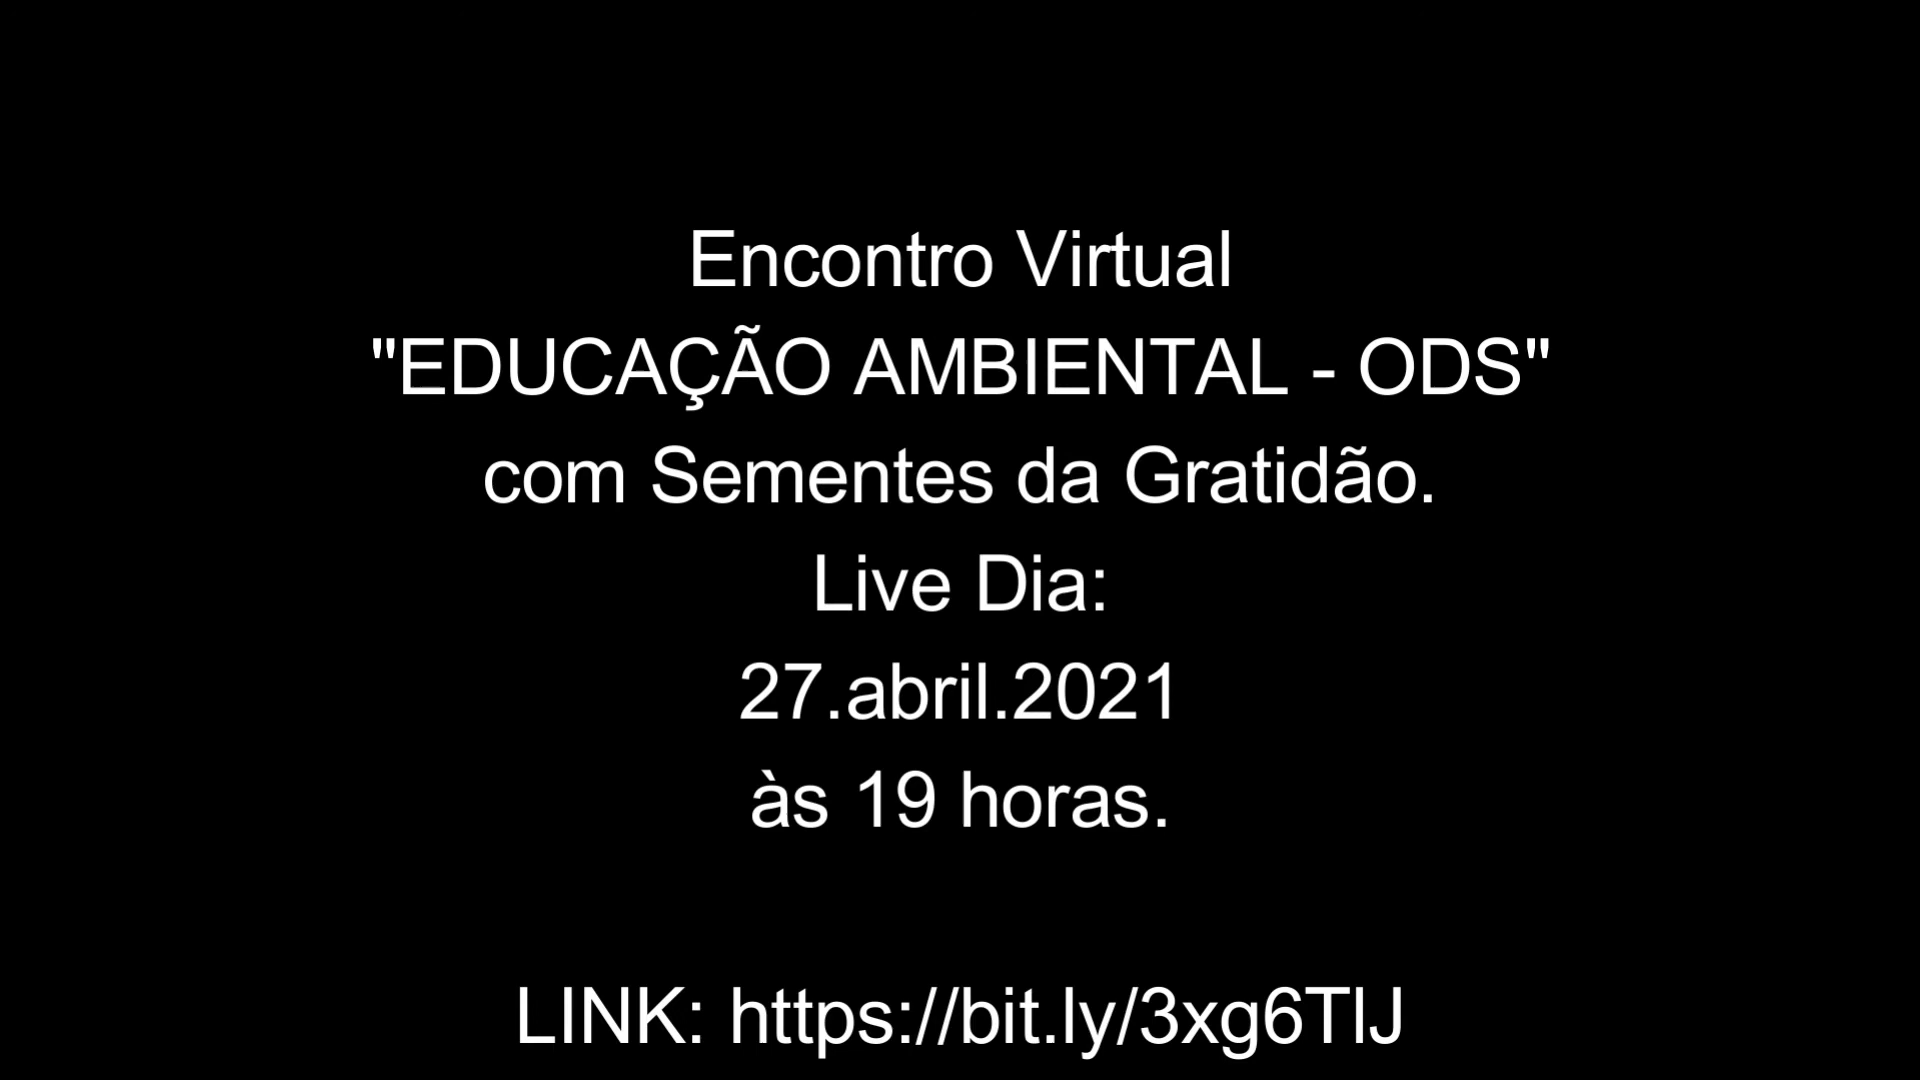 Encontro Virtual
"EDUCAÇÃO AMBIENTAL - ODS"
com Sementes da Gratidão.
Live Dia:
27.abril.2021
às 19 horas.
LINK: https://bit.ly/3xg6TlJ